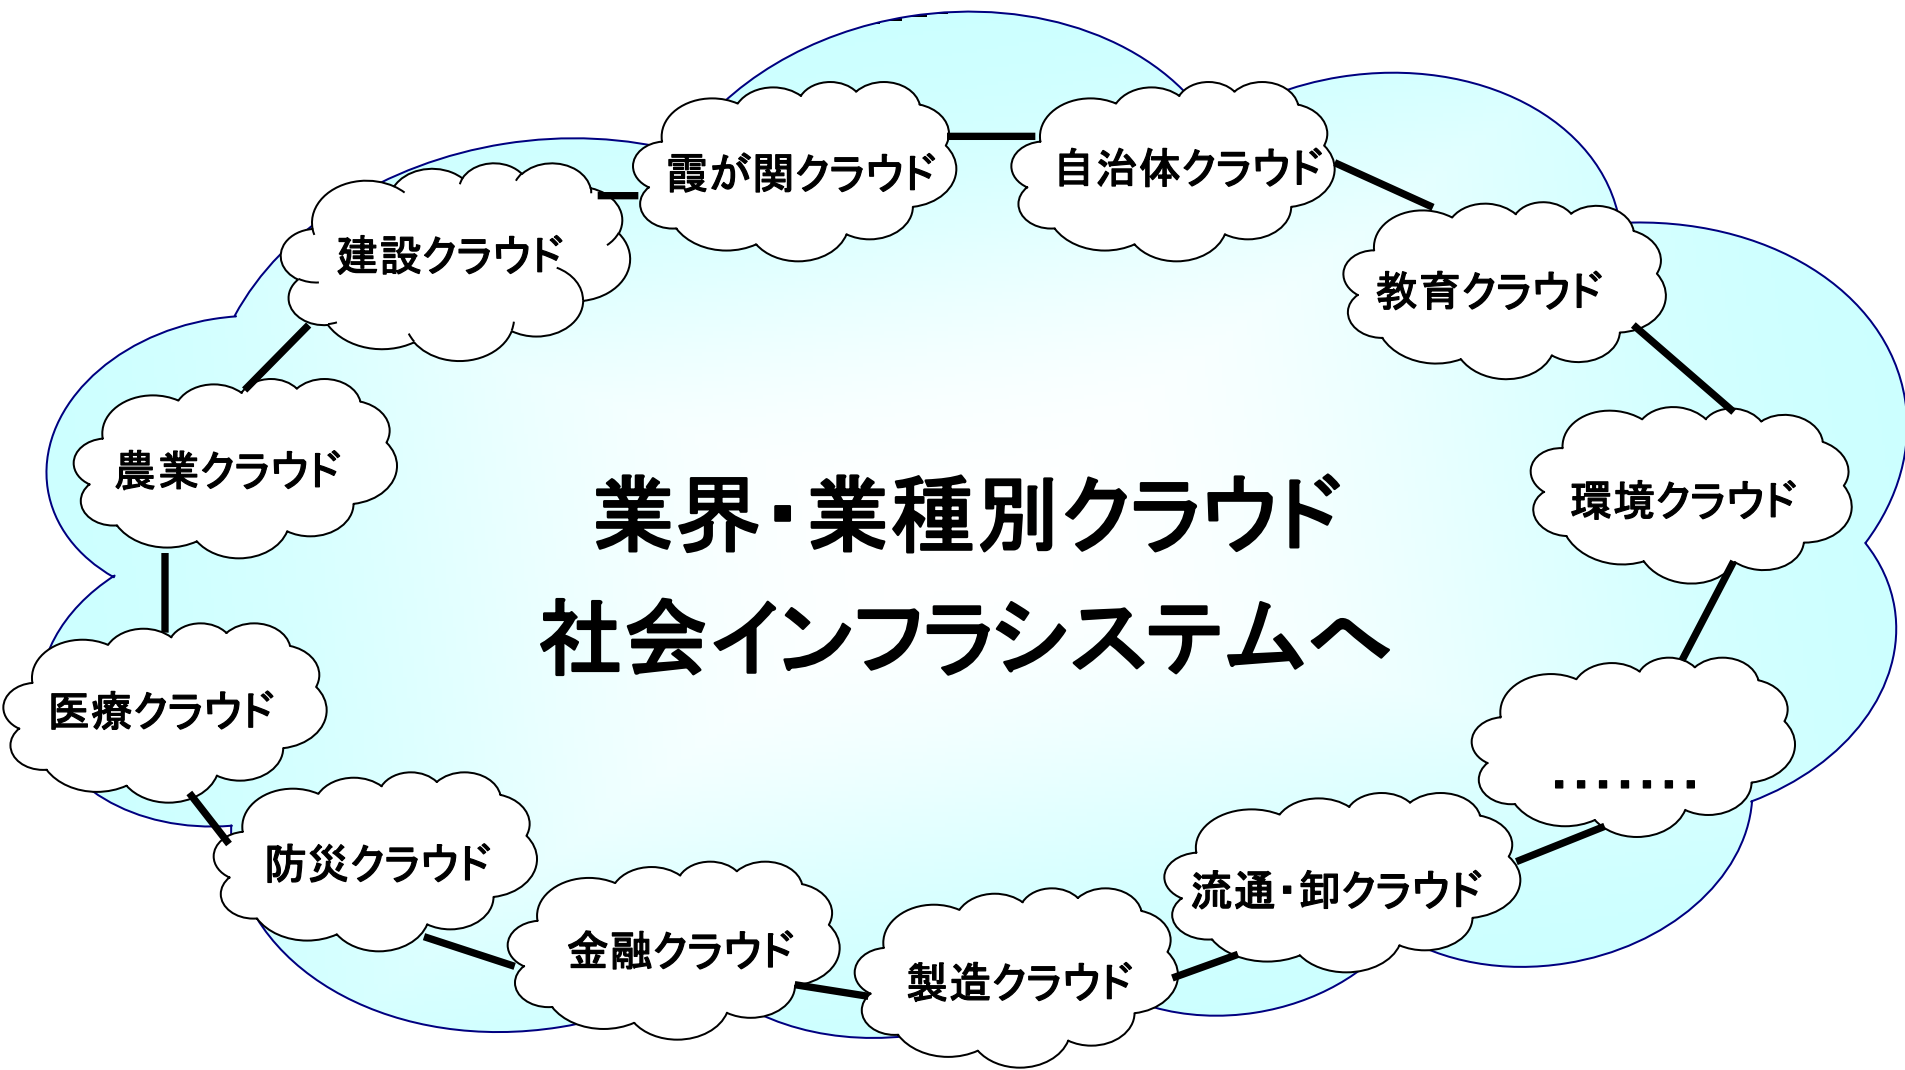 霞が関クラウド
自治体クラウド
建設クラウド
教育クラウド
農業クラウド
環境クラウド
業界・業種別クラウド
社会インフラシステムへ
医療クラウド
.......
防災クラウド
流通・卸クラウド
金融クラウド
製造クラウド